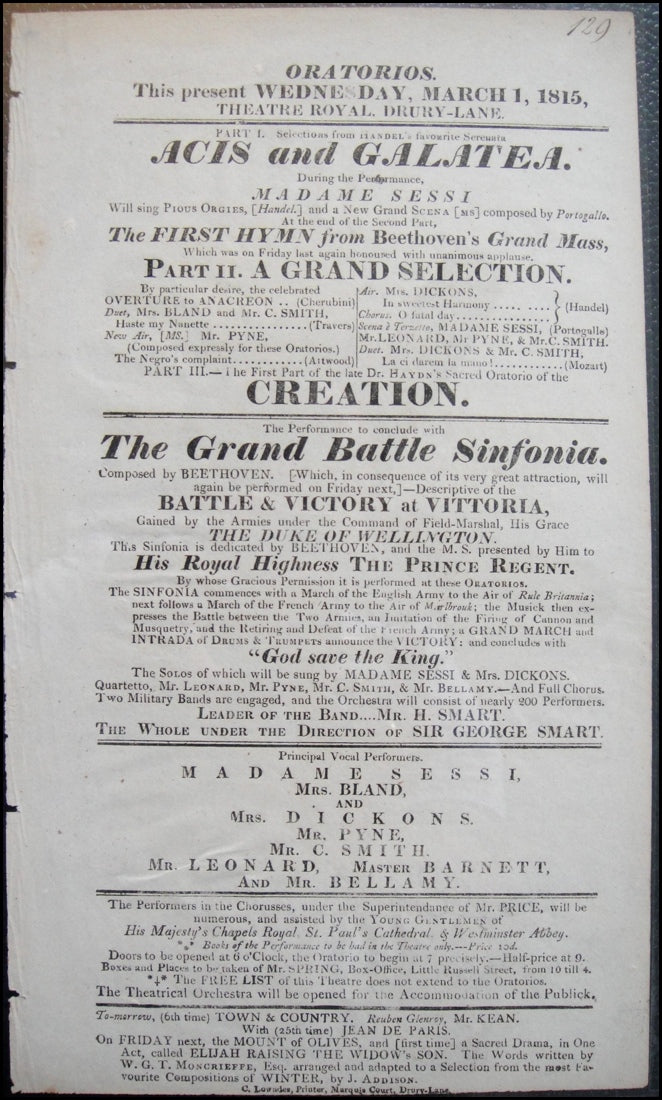 129
ORATORIOS.
This present WEDNESDAY, MARCH 1, 1815,
THEATRE ROYAL, DRURY-LANE.
PART I. Selections from HANDEL's favourite Serenata
ACIS and GALATEA.
During the Performance,
MADAME SESSI
Will sing PIOUS ORGIES, [Handel.] and a New Grand SCENA [MS] composed by Portogallo.
At the end of the Second Part,
The FIRST HYMN from Beethoven's Grand Mass,
Which was on Friday last again honoured with unanimous applause.
PART II. A GRAND SELECTION.
By particular desire, the celebrated
OVERTURE to ANACREON .. (Cherubini)
Duet, Mrs. BLAND and Mr. C. SMITH,
Haste my Nanette ................(Travers)
New Air, [MS.] Mr. PYNE,
(Composed expressly for these Oratorios.)
The Negro's complaint............(Attwood)
Air. Mrs. DICKONS,
In sweetest Harmony ..... .....
Chorus. O fatal day.............. } (Handel)
Scena è Terzetto, MADAME SESSI, (Portogallo)
Mr. LEONARD, Mr PYNE, & Mr. C. SMITH.
Duet. Mrs. DICKONS & Mr. C. SMITH,
La ci darem la mano!............(Mozart)
PART III.— The First Part of the late Dr. HAYDN's Sacred Oratorio of the
CREATION.
The Performance to conclude with
The Grand Battle Sinfonia.
Composed by BEETHOVEN. [Which, in consequence of its very great attraction, will
again be performed on Friday next,]—Descriptive of the
BATTLE & VICTORY at VITTORIA,
Gained by the Armies under the Command of Field-Marshal, His Grace
THE DUKE OF WELLINGTON.
This Sinfonia is dedicated by BEETHOVEN, and the M. S. presented by Him to
His Royal Highness THE PRINCE REGENT.
By whose Gracious Permission it is performed at these ORATORIOS.
The SINFONIA commences with a March of the English Army to the Air of Rule Britannia;
next follows a March of the French Army to the Air of Marlbrouk; the Musick then ex-
presses the Battle between the Two Armies, an Imitation of the Firing of Cannon and
Musquetry, and the Retiring and Defeat of the French Army; a GRAND MARCH and
INTRADA of DRUMS & TRUMPETS announce the VICTORY: and concludes with
"God save the King."
The SOLOS of which will be sung by MADAME SESSI & Mrs. DICKONS.
Quartetto, Mr. LEONARD, Mr. PYNE, Mr. C. SMITH, & Mr. BELLAMY.—And Full Chorus.
Two Military Bands are engaged, and the Orchestra will consist of nearly 200 Performers.
LEADER OF THE BAND....MR. H. SMART.
THE WHOLE UNDER THE DIRECTION OF SIR GEORGE SMART.
Principal Vocal Performers.
MADAME SESSI,
MRS. BLAND,
AND
MRS. DICKONS.
MR. PYNE,
MR. C. SMITH.
MR. LEONARD, MASTER BARNETT,
AND MR. BELLAMY.
The Performers in the Chorusses, under the Superintendance of Mr. PRICE, will be
numerous, and assisted by the YOUNG GENTLEMEN of
His Majesty's Chapels Royal, St. Paul's Cathedral, & Westminster Abbey.
*** Books of the Performance to be had in the Theatre only.---Price 10d.
Doors to be opened at 6 o'Clock, the Oratorio to begin at 7 precisely.—Half-price at 9.
Boxes and Places to be taken of Mr. SPRING, Box-Office, Little Russell Street, from 10 till 4.
*†* The FREE LIST of this Theatre does not extend to the Oratorios.
The Theatrical Orchestra will be opened for the Accommodation of the Publick.
To-morrow, (6th time) TOWN & COUNTRY. Reuben Glenroy, Mr. KEAN.
With (25th time) JEAN DE PARIS.
On FRIDAY next, the MOUNT of OLIVES, and [first time] a Sacred Drama, in One
Act, called ELIJAH RAISING THE WIDOW'S SON. The Words written by
W. G. T. MONCRIEFFE, Esq. arranged and adapted to a Selection from the most Fa-
vourite Compositions of WINTER, by J. ADDISON.
C. Lowndes, Printer, Marquis Court, Drury-Lane.